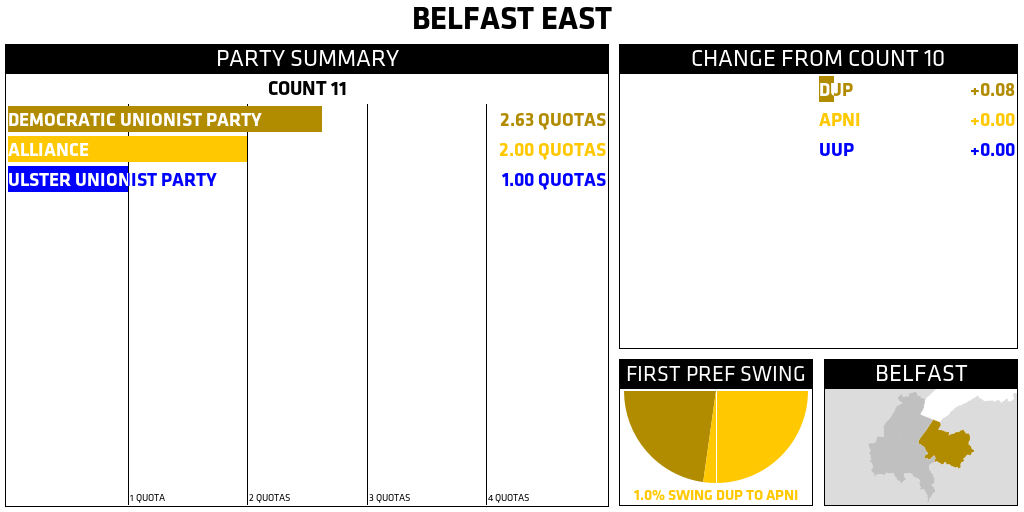 BELFAST EAST
PARTY SUMMARY
COUNT 11
DEMOCRATIC UNIONIST PARTY 2.63 QUOTAS
ALLIANCE 2.00 QUOTAS
ULSTER UNIONIST PARTY 1.00 QUOTAS
1 QUOTA 2 QUOTAS 3 QUOTAS 4 QUOTAS
CHANGE FROM COUNT 10
DUP +0.08
APNI +0.00
UUP +0.00
FIRST PREF SWING
1.0% SWING DUP TO APNI
BELFAST